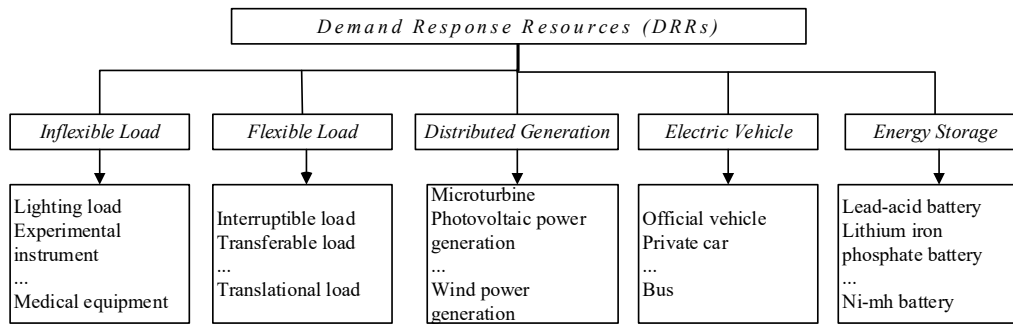 Demand Response Resources (DRRs)
Inflexible Load
Flexible Load
Distributed Generation
Electric Vehicle
Energy Storage
Lighting load
Experimental
instrument
...
Medical equipment
Interruptible load
Transferable load
...
Translational load
Microturbine
Photovoltaic power
generation
...
Wind power
generation
Official vehicle
Private car
...
Bus
Lead-acid battery
Lithium iron
phosphate battery
...
Ni-mh battery